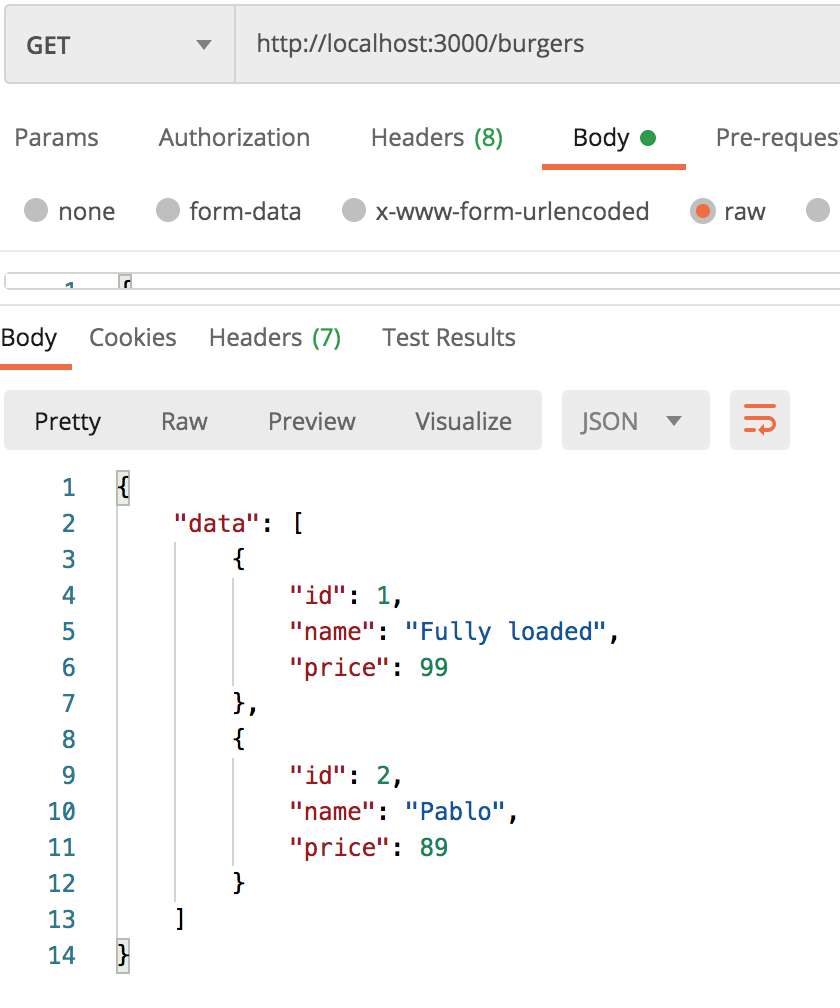 GET http://localhost:3000/burgers
Params Authorization Headers (8) Body Pre-reques
none form-data x-www-form-urlencoded raw
1 {
Body Cookies Headers (7) Test Results
Pretty Raw Preview Visualize JSON
1 {
2 "data": [
3 {
4 "id": 1,
5 "name": "Fully loaded",
6 "price": 99
7 },
8 {
9 "id": 2,
10 "name": "Pablo",
11 "price": 89
12 }
13 ]
14 }